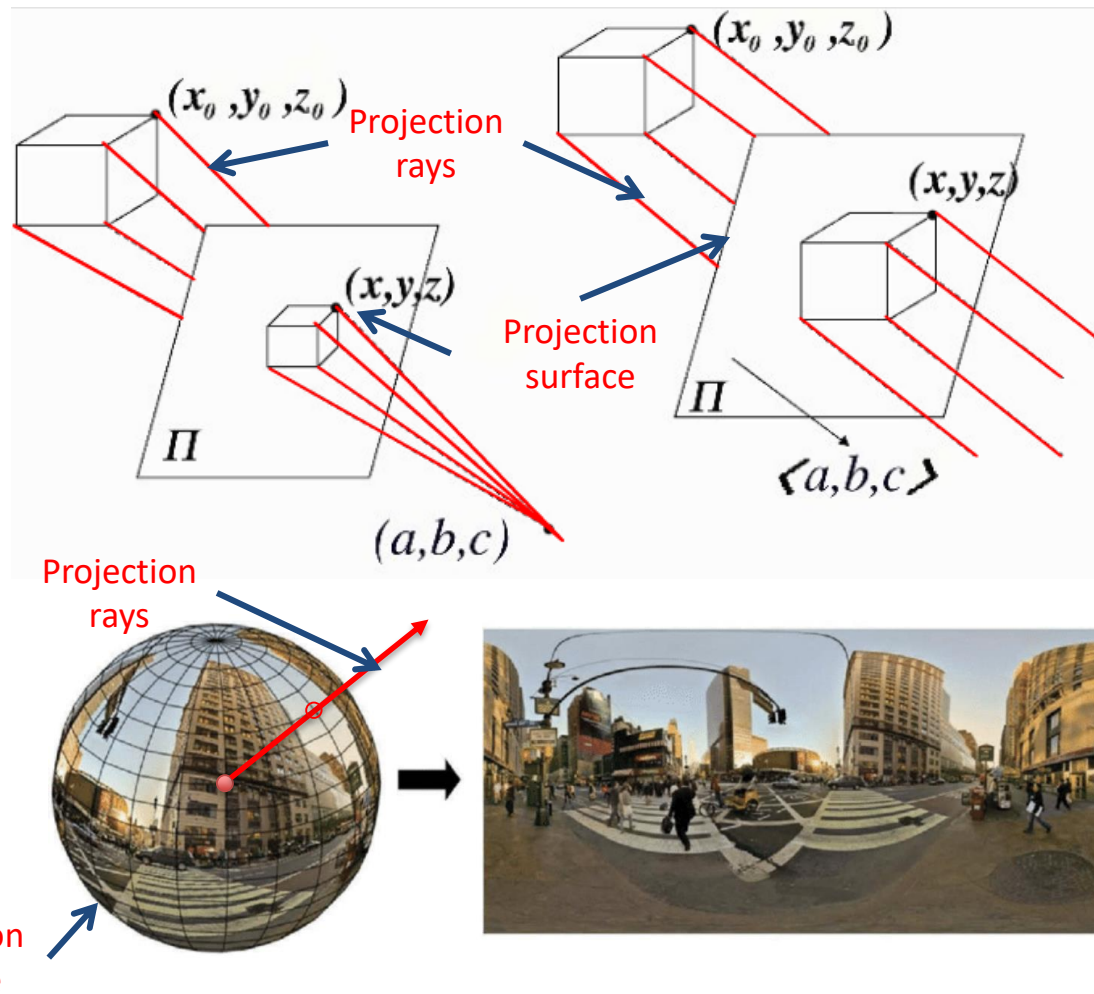 (x₀ ,y₀ ,z₀ )
(x₀ ,y₀ ,z₀ )
Projection
rays
(x,y,z)
(x,y,z)
Projection
surface
Π
Π
<a,b,c>
(a,b,c)
Projection
rays
on